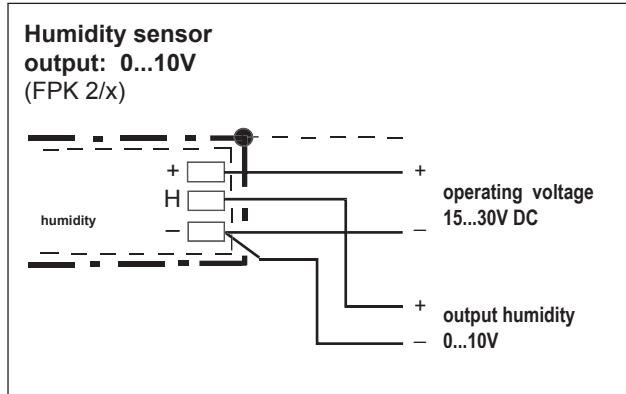 Humidity sensor
output: 0...10V
(FPK 2/x)
+ +
H
humidity
– –
operating voltage
15...30V DC
+
output humidity
– 0...10V